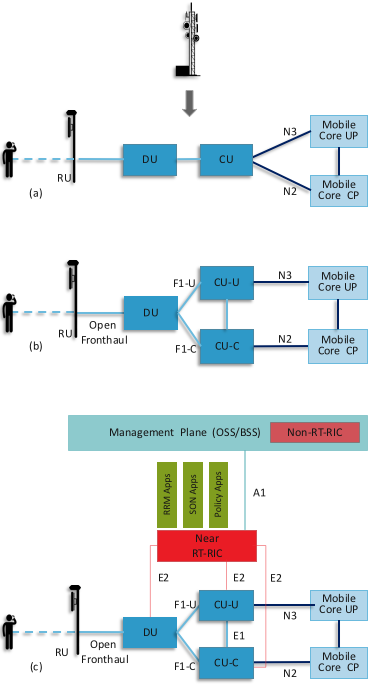 N3
Mobile
Core UP
DU
CU
RU
N2
Mobile
Core CP
(a)
F1-U
CU-U
N3
Mobile
Core UP
DU
RU
Open
Fronthaul
F1-C
CU-C
N2
Mobile
Core CP
(b)
Management Plane (OSS/BSS)
Non-RT-RIC
RRM Apps
SON Apps
Policy Apps
A1
Near
RT-RIC
E2
E2
E2
F1-U
CU-U
N3
Mobile
Core UP
DU
E1
RU
Open
Fronthaul
F1-C
CU-C
N2
Mobile
Core CP
(c)